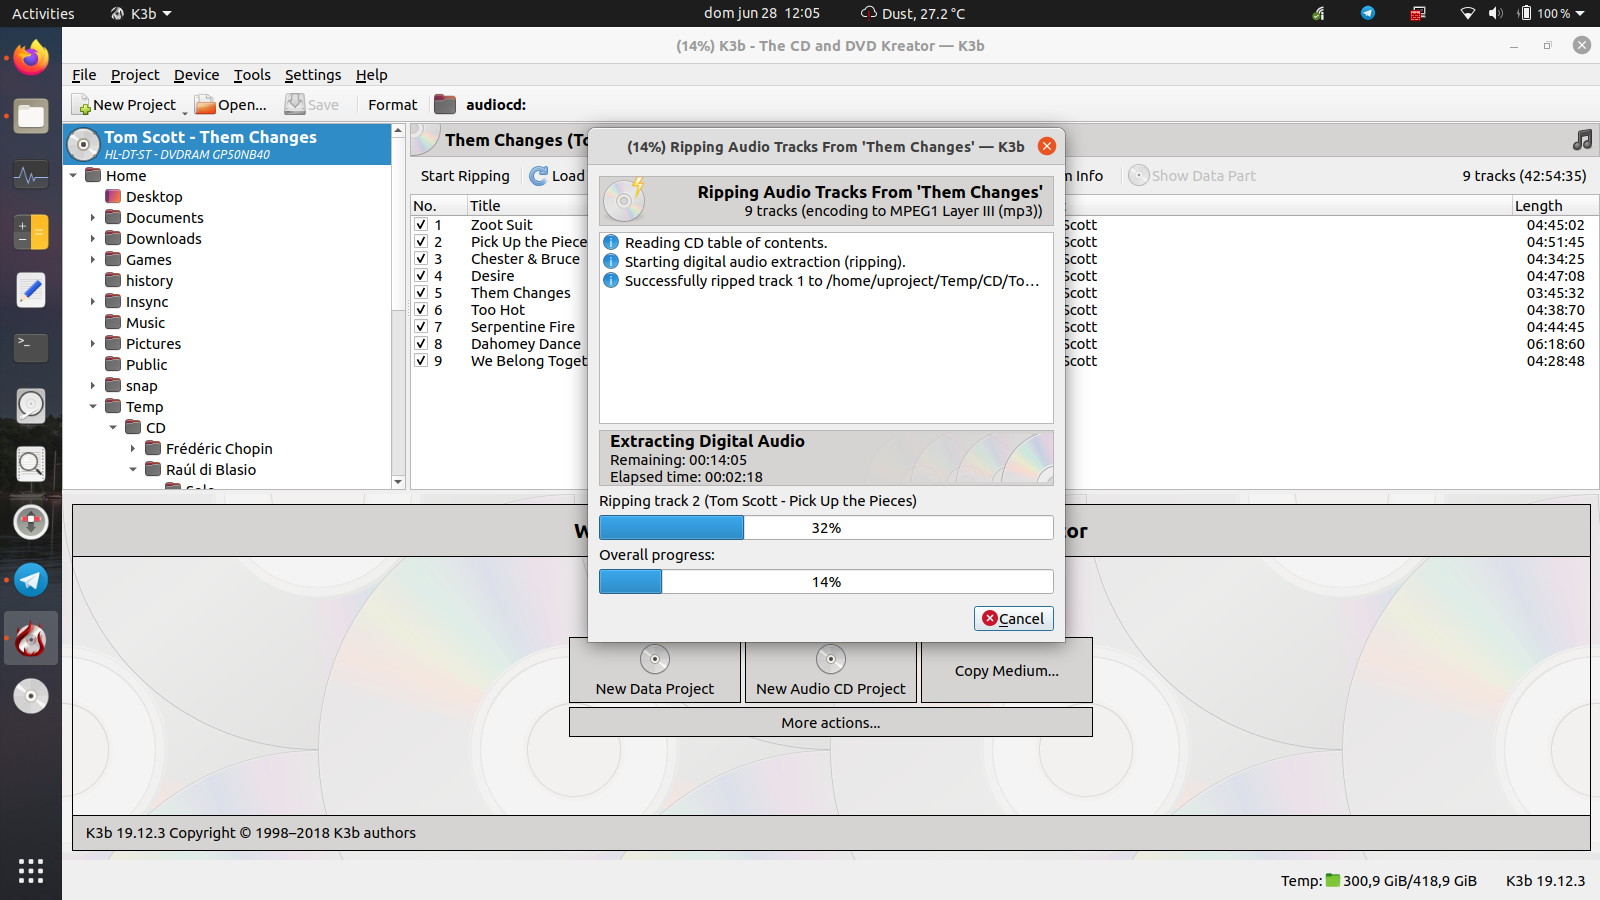 Activities K3b dom jun 28 12:05 Dust, 27.2 °C 100 %
(14%) K3b - The CD and DVD Kreator — K3b
File Project Device Tools Settings Help
New Project Open... Save Format audiocd:
Tom Scott - Them Changes
HL-DT-ST - DVDRAM GP50NB40
Home
Desktop
Documents
Downloads
Games
history
Insync
Music
Pictures
Public
snap
Temp
CD
Frédéric Chopin
Raúl di Blasio
Them Changes (To
Start Ripping Load m Info Show Data Part 9 tracks (42:54:35)
No. Title Length
1 Zoot Suit Scott 04:45:02
2 Pick Up the Piece Scott 04:51:45
3 Chester & Bruce Scott 04:34:25
4 Desire Scott 04:47:08
5 Them Changes Scott 03:45:32
6 Too Hot Scott 04:38:70
7 Serpentine Fire Scott 04:44:45
8 Dahomey Dance Scott 06:18:60
9 We Belong Toget Scott 04:28:48
(14%) Ripping Audio Tracks From 'Them Changes' — K3b
Ripping Audio Tracks From 'Them Changes'
9 tracks (encoding to MPEG1 Layer III (mp3))
Reading CD table of contents.
Starting digital audio extraction (ripping).
Successfully ripped track 1 to /home/uproject/Temp/CD/To...
Extracting Digital Audio
Remaining: 00:14:05
Elapsed time: 00:02:18
Ripping track 2 (Tom Scott - Pick Up the Pieces)
32%
Overall progress:
14%
Cancel
New Data Project New Audio CD Project Copy Medium...
More actions...
K3b 19.12.3 Copyright © 1998–2018 K3b authors
Temp: 300,9 GiB/418,9 GiB K3b 19.12.3